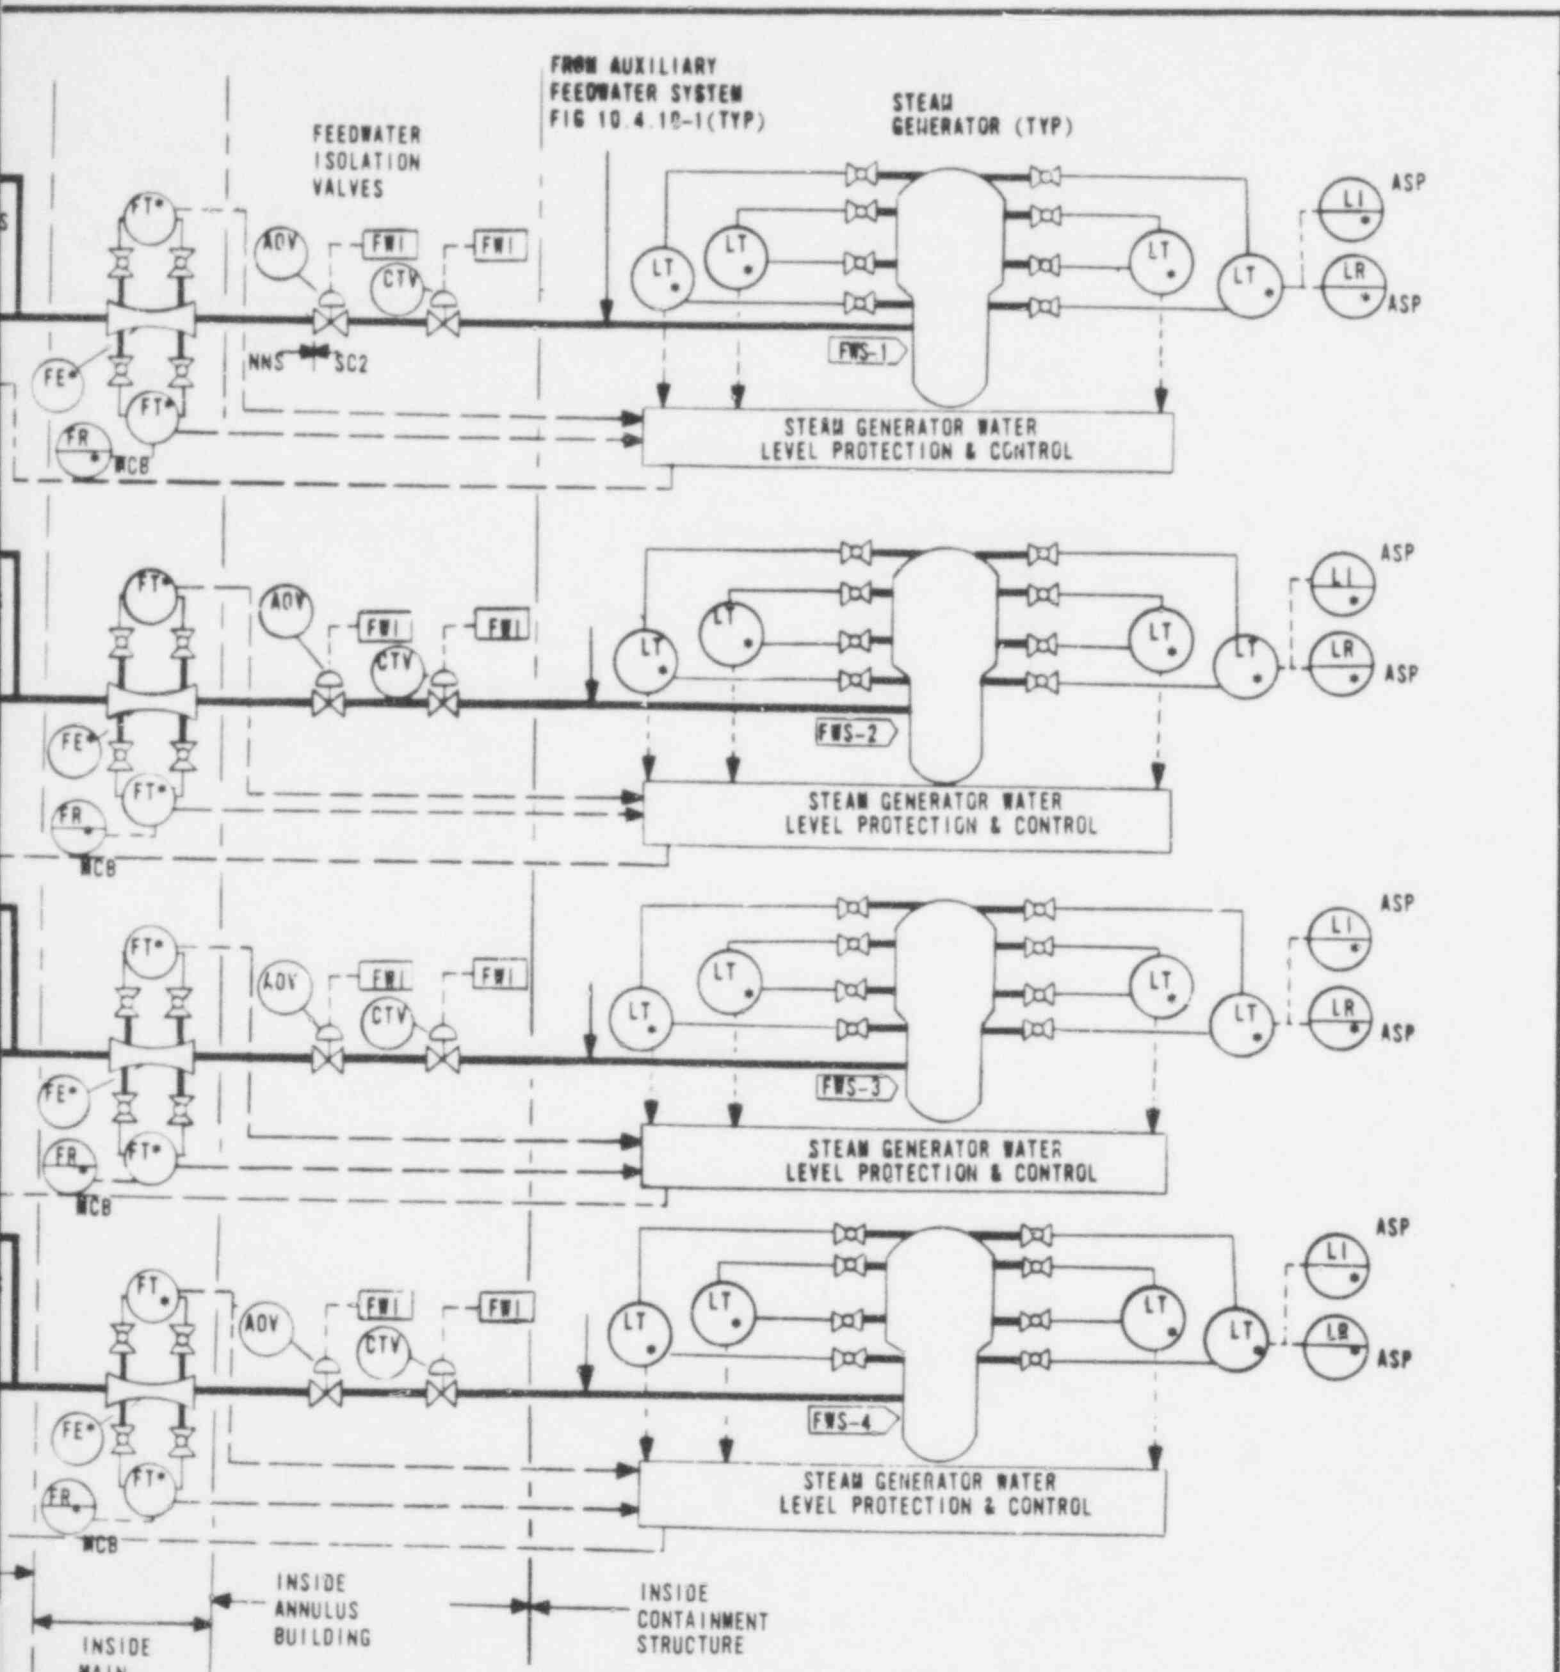 FROM AUXILIARY
FEEDWATER SYSTEM
FIG 10.4.10-1(TYP)
STEAM
GENERATOR (TYP)
FEEDWATER
ISOLATION
VALVES
S
FT*
AOV
FWI
CTV
FWI
LT
*
LT
*
LT
*
LT
*
LI
*
ASP
LR
*
ASP
NNS
SC2
FE*
FWS-1
FT*
FR
*
MCB
STEAM GENERATOR WATER
LEVEL PROTECTION & CONTROL
FT*
AOV
FWI
CTV
FWI
LT
*
LT
*
LT
*
LT
*
LI
*
ASP
LR
*
ASP
FE*
FWS-2
FT*
FR
*
MCB
STEAM GENERATOR WATER
LEVEL PROTECTION & CONTROL
FT*
AOV
FWI
CTV
FWI
LT
*
LT
*
LT
*
LT
*
LI
*
ASP
LR
*
ASP
FE*
FWS-3
FT*
FR
*
MCB
STEAM GENERATOR WATER
LEVEL PROTECTION & CONTROL
FT
*
AOV
FWI
CTV
FWI
LT
*
LT
*
LT
*
LT
*
LI
*
ASP
LR
*
ASP
FE*
FWS-4
FT*
FR
*
MCB
STEAM GENERATOR WATER
LEVEL PROTECTION & CONTROL
INSIDE
ANNULUS
BUILDING
INSIDE
CONTAINMENT
STRUCTURE
INSIDE
MAIN